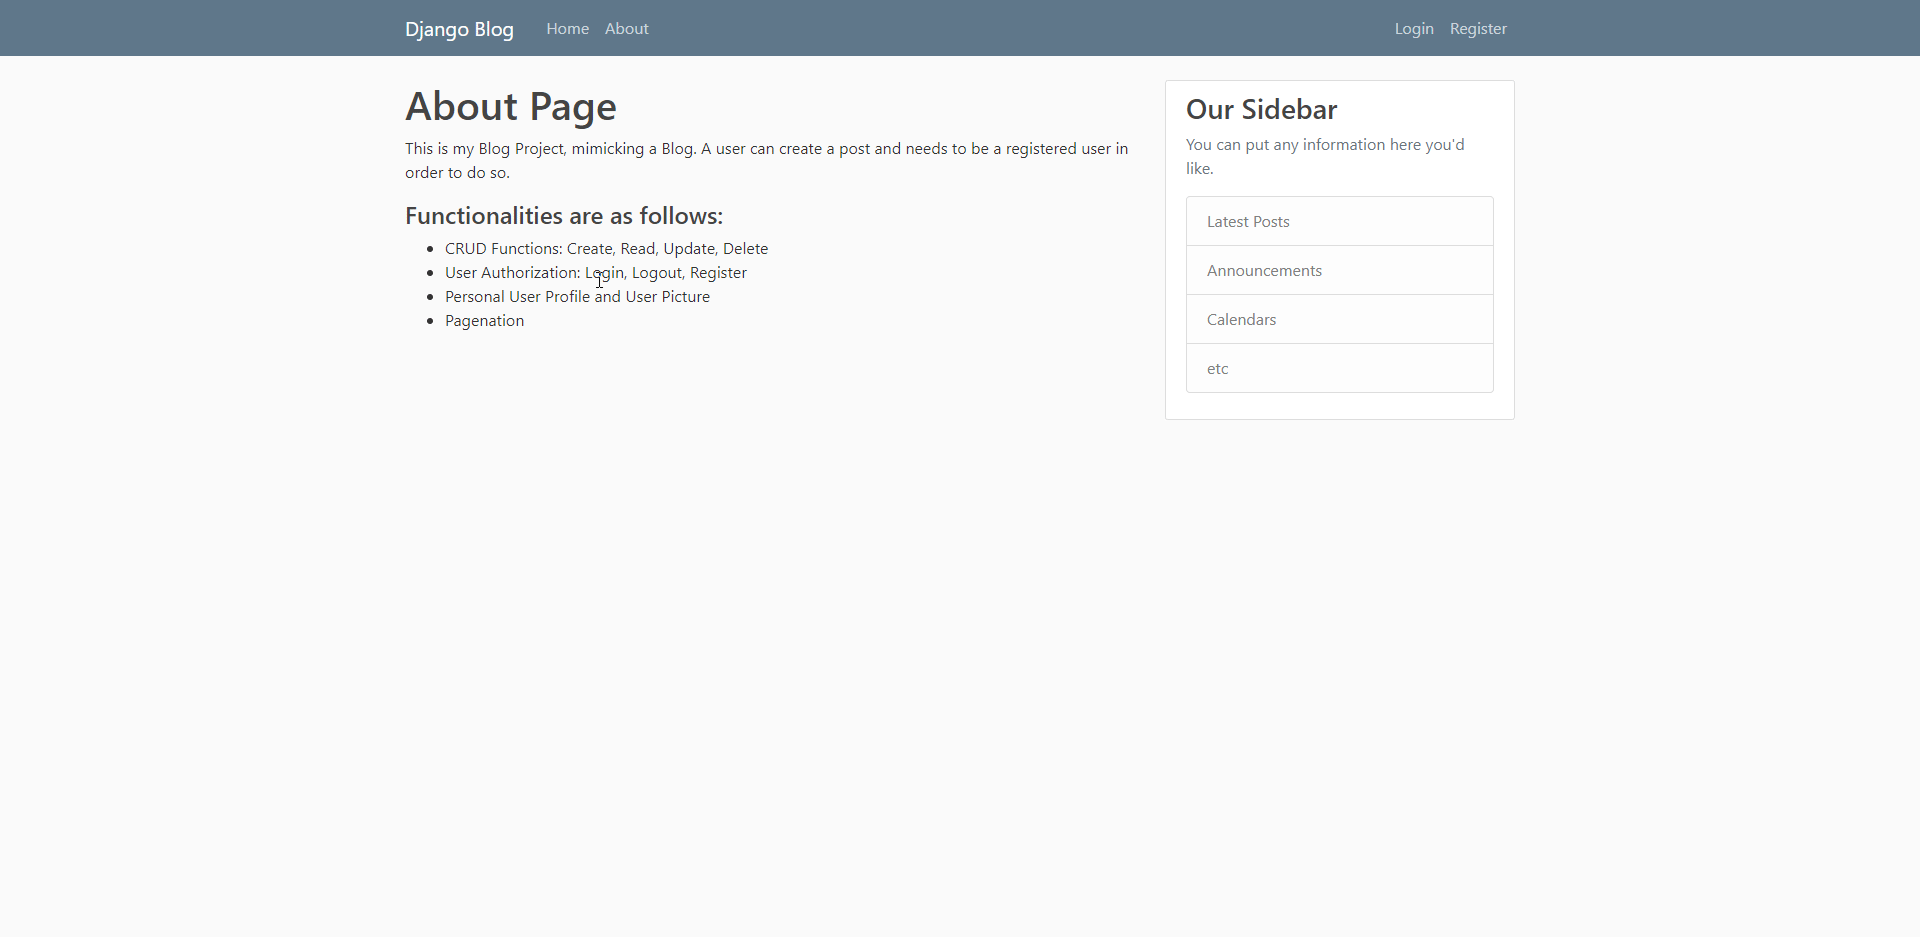 Django Blog Home About Login Register
About Page
This is my Blog Project, mimicking a Blog. A user can create a post and needs to be a registered user in
order to do so.
Functionalities are as follows:
CRUD Functions: Create, Read, Update, Delete
User Authorization: Login, Logout, Register
Personal User Profile and User Picture
Pagenation
Our Sidebar
You can put any information here you'd
like.
Latest Posts
Announcements
Calendars
etc